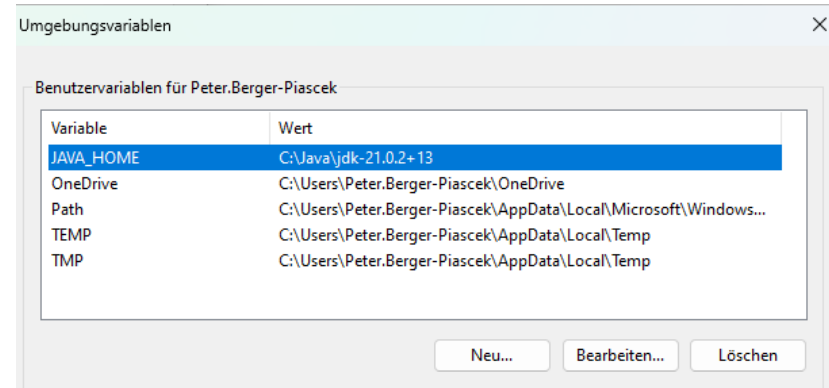 Umgebungsvariablen
Benutzervariablen für Peter.Berger-Piascek
Variable Wert
JAVA_HOME C:\Java\jdk-21.0.2+13
OneDrive C:\Users\Peter.Berger-Piascek\OneDrive
Path C:\Users\Peter.Berger-Piascek\AppData\Local\Microsoft\Windows...
TEMP C:\Users\Peter.Berger-Piascek\AppData\Local\Temp
TMP C:\Users\Peter.Berger-Piascek\AppData\Local\Temp
Neu... Bearbeiten... Löschen